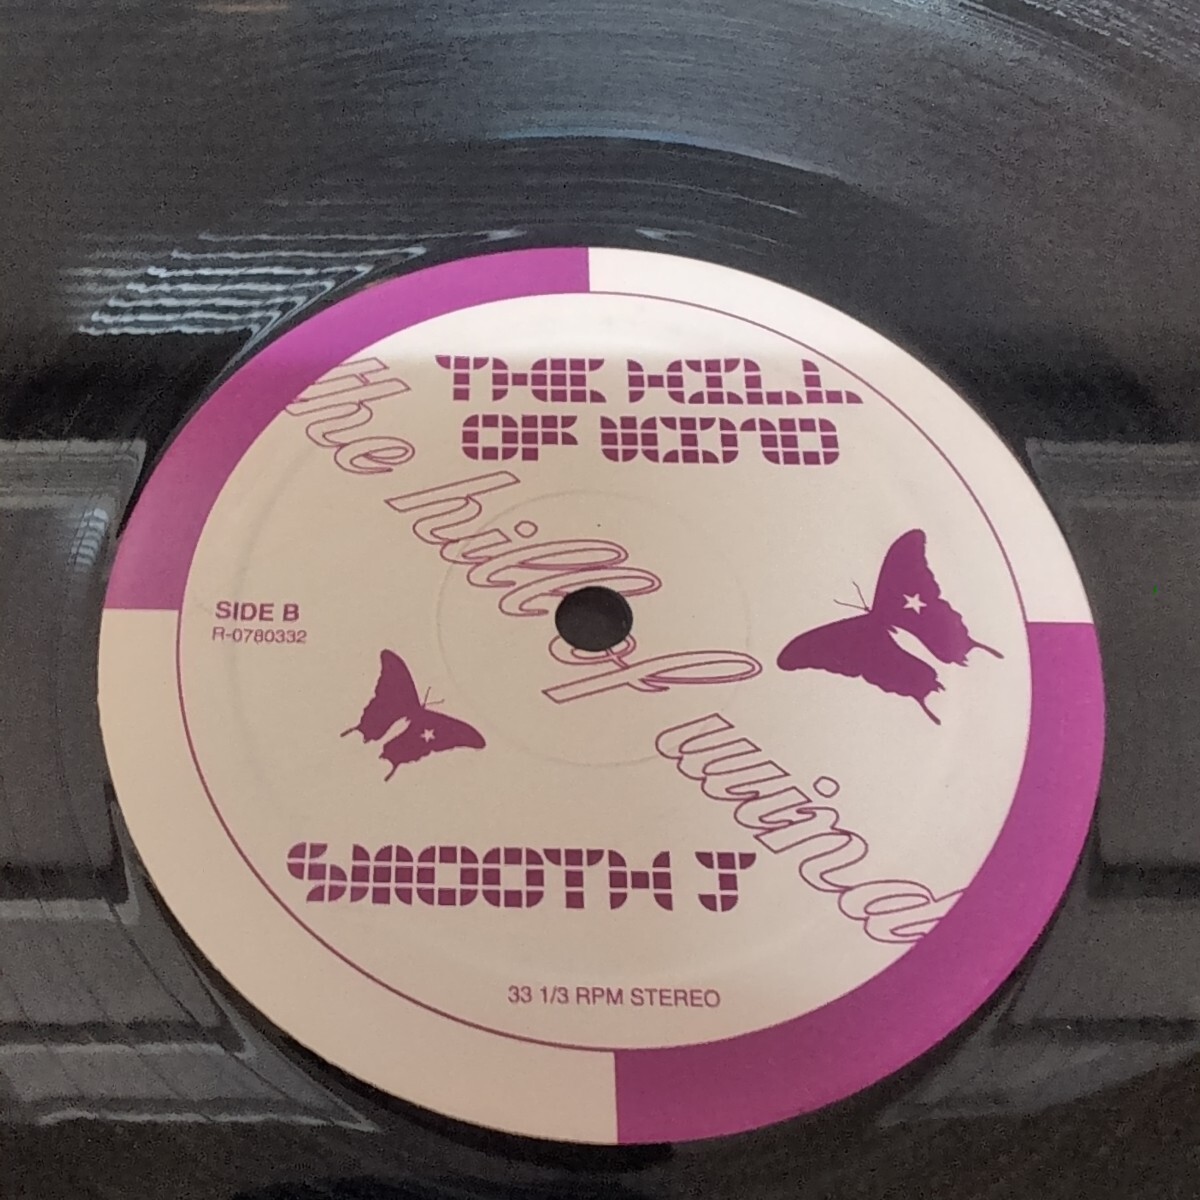 THE HILL
OF WIND
the hill of wind
SIDE B
R-0780332
SMOOTH J
33 1/3 RPM STEREO